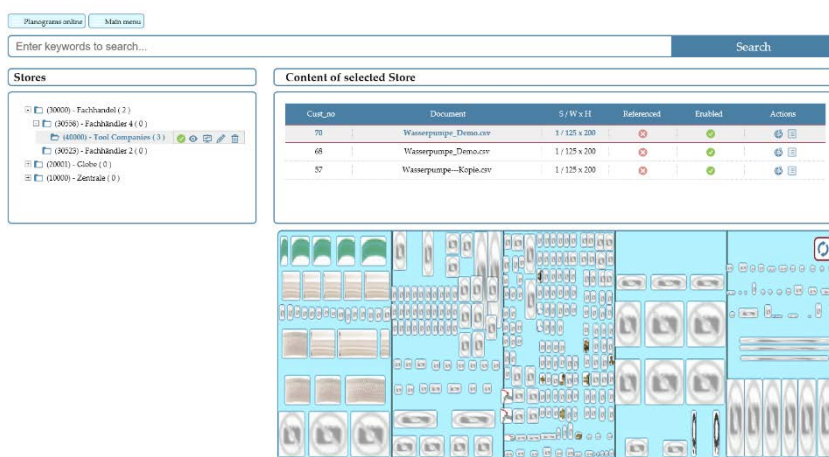 Planograms online Main menu
Enter keywords to search... Search
Stores
Content of selected Store
(30000) - Fachhandel ( 2 )
(30556) - Fachhändler 4 ( 0 )
(40000) - Tool Companies ( 3 )
(30523) - Fachhändler 2 ( 0 )
(20001) - Globe ( 0 )
(10000) - Zentrale ( 0 )
Cust_no Document S / W x H Referenced Enabled Actions
70 Wasserpumpe_Demo.csv 1 / 125 x 200
68 Wasserpumpe_Demo.csv 1 / 125 x 200
57 Wasserpumpe---Kopie.csv 1 / 125 x 200